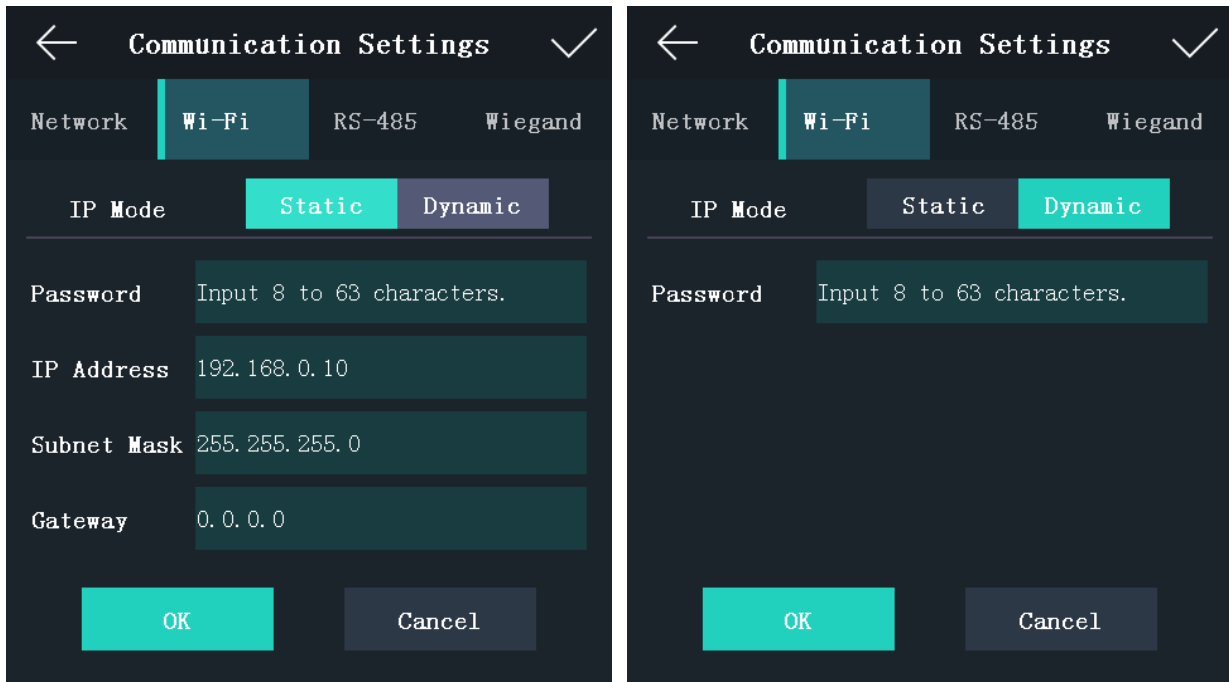 Communication Settings
Network Wi-Fi RS-485 Wiegand
IP Mode Static Dynamic
Password Input 8 to 63 characters.
IP Address 192.168.0.10
Subnet Mask 255.255.255.0
Gateway 0.0.0.0
OK Cancel
Communication Settings
Network Wi-Fi RS-485 Wiegand
IP Mode Static Dynamic
Password Input 8 to 63 characters.
OK Cancel